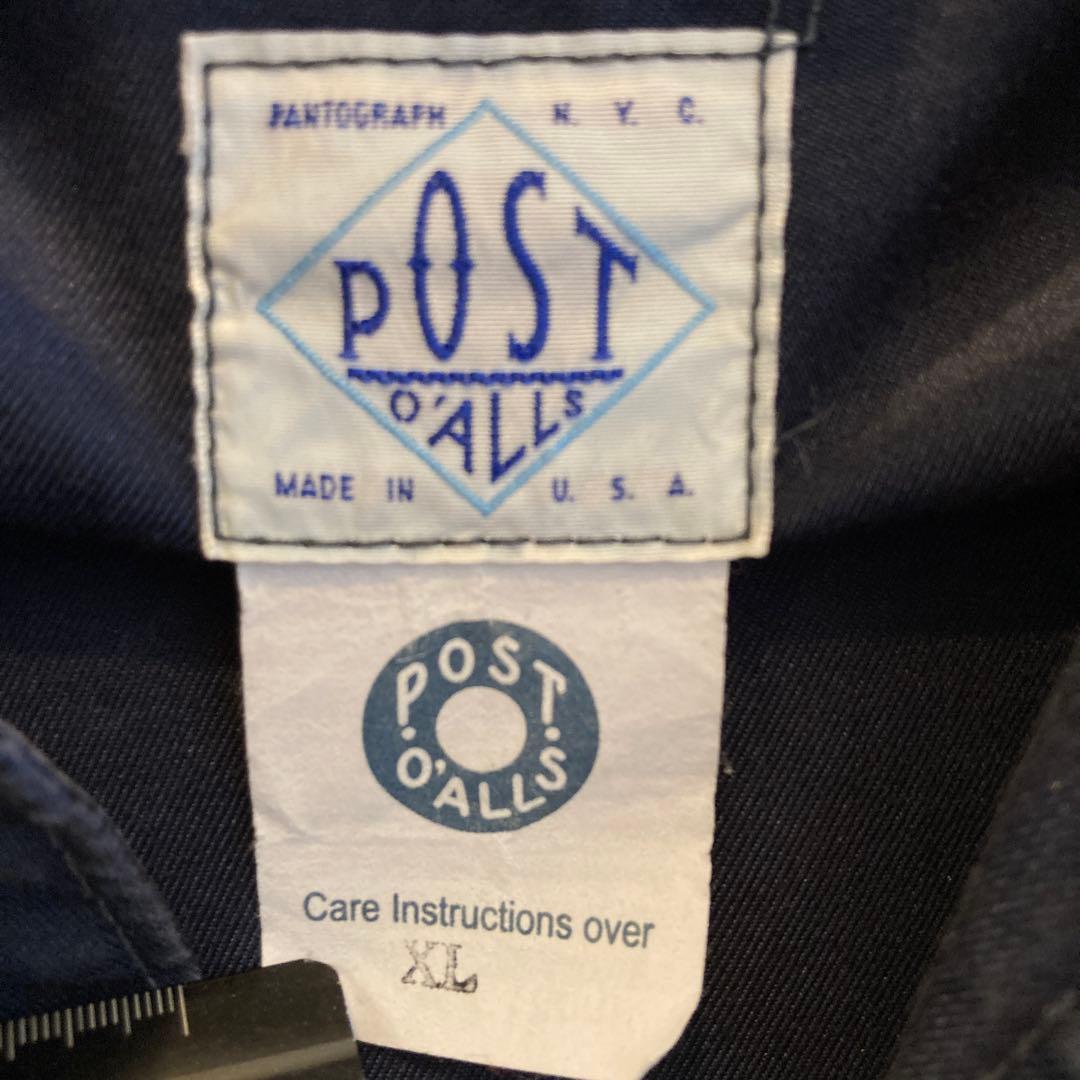 PANTOGRAPH N. Y. C.
POST
O'ALLS
MADE IN U. S. A.
POST
O'ALLS
Care Instructions over
XL